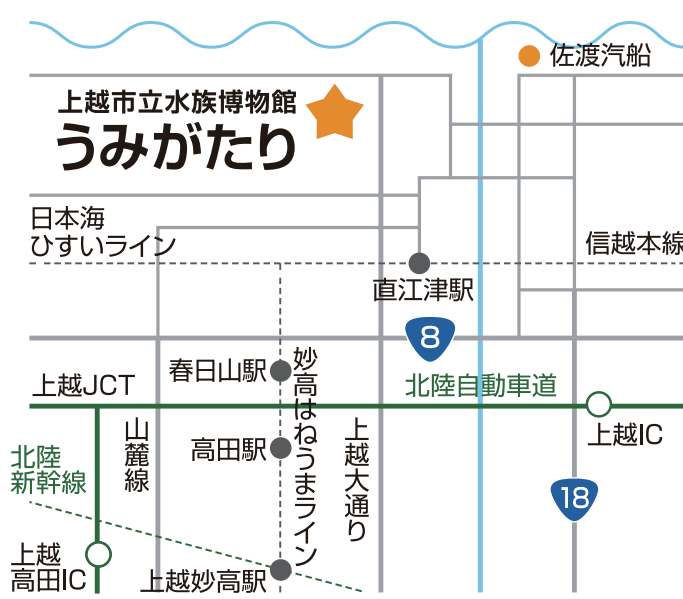 佐渡汽船
上越市立水族博物館
うみがたり
日本海
ひすいライン
信越本線
直江津駅
8
春日山駅
妙高はねうまライン
上越JCT
北陸自動車道
山麓線
高田駅
上越大通り
上越IC
北陸
新幹線
18
上越
高田IC
上越妙高駅